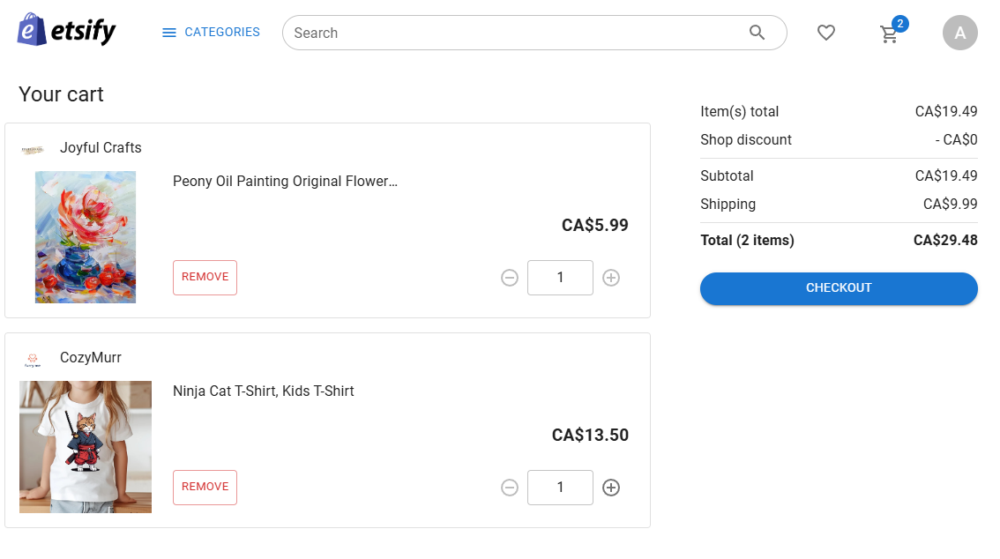 etsify
CATEGORIES
Search
2
A
Your cart
Joyful Crafts
Peony Oil Painting Original Flower…
CA$5.99
REMOVE
1
CozyMurr
Ninja Cat T-Shirt, Kids T-Shirt
CA$13.50
REMOVE
1
Item(s) total CA$19.49
Shop discount - CA$0
Subtotal CA$19.49
Shipping CA$9.99
Total (2 items) CA$29.48
CHECKOUT